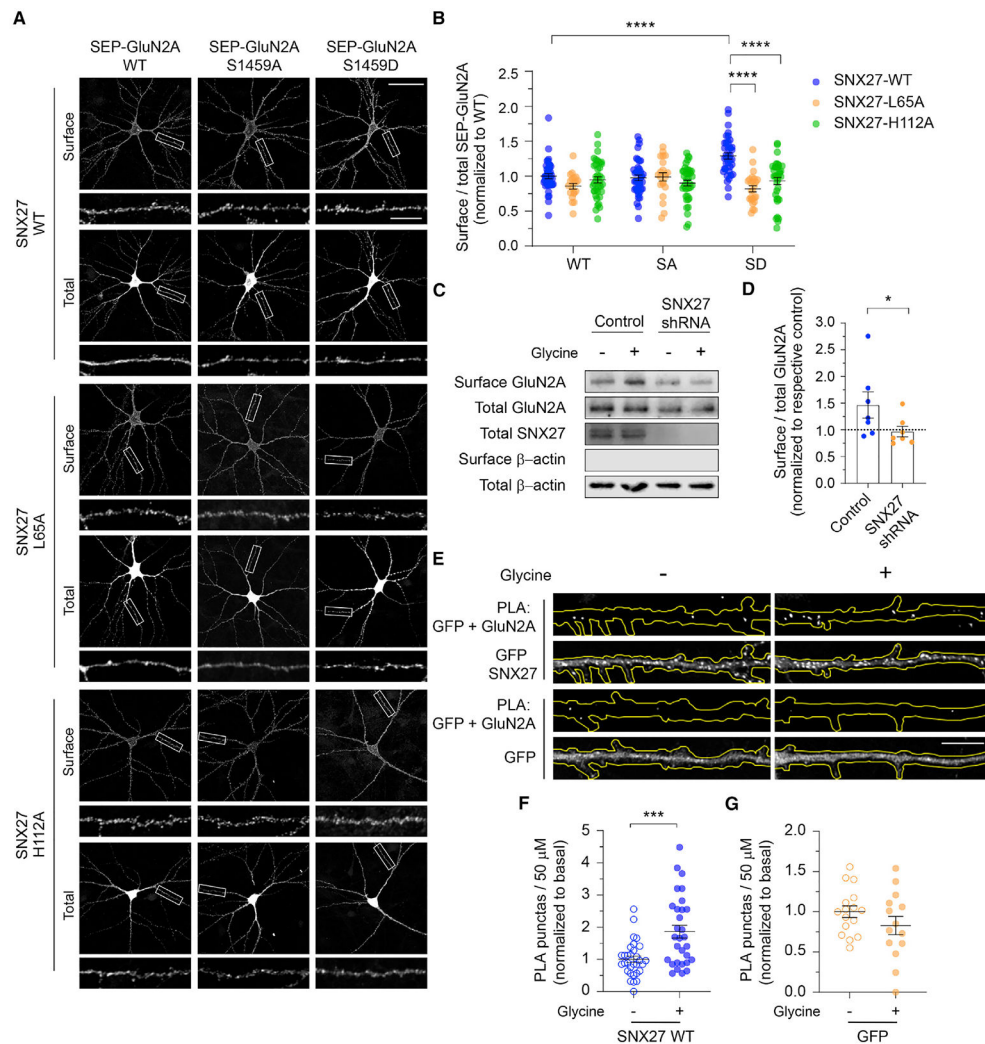 A
SEP-GluN2A
WT
SEP-GluN2A
S1459A
SEP-GluN2A
S1459D
SNX27
WT
Surface
Total
SNX27
L65A
Surface
Total
SNX27
H112A
Surface
Total
B
Surface / total SEP-GluN2A
(normalized to WT)
2.5
2.0
1.5
1.0
0.5
0.0
****
****
****
WT
SA
SD
SNX27-WT
SNX27-L65A
SNX27-H112A
C
Control
SNX27
shRNA
Glycine
- + - +
Surface GluN2A
Total GluN2A
Total SNX27
Surface β–actin
Total β–actin
D
Surface / total GluN2A
(normalized to respective control)
3.0
2.5
2.0
1.5
1.0
0.5
0.0
*
Control
SNX27
shRNA
E
Glycine
- +
PLA:
GFP + GluN2A
GFP
SNX27
PLA:
GFP + GluN2A
GFP
F
PLA punctas / 50 μM
(normalized to basal)
5
4
3
2
1
0
***
Glycine - +
SNX27 WT
G
PLA punctas / 50 μM
(normalized to basal)
2.0
1.5
1.0
0.5
0.0
Glycine - +
GFP